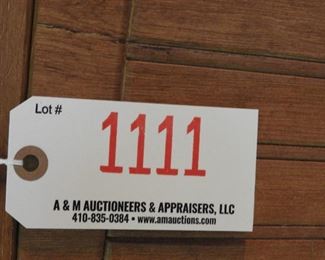 Lot #
1111
A & M AUCTIONEERS & APPRAISERS, LLC
410-835-0384 • www.amauctions.com